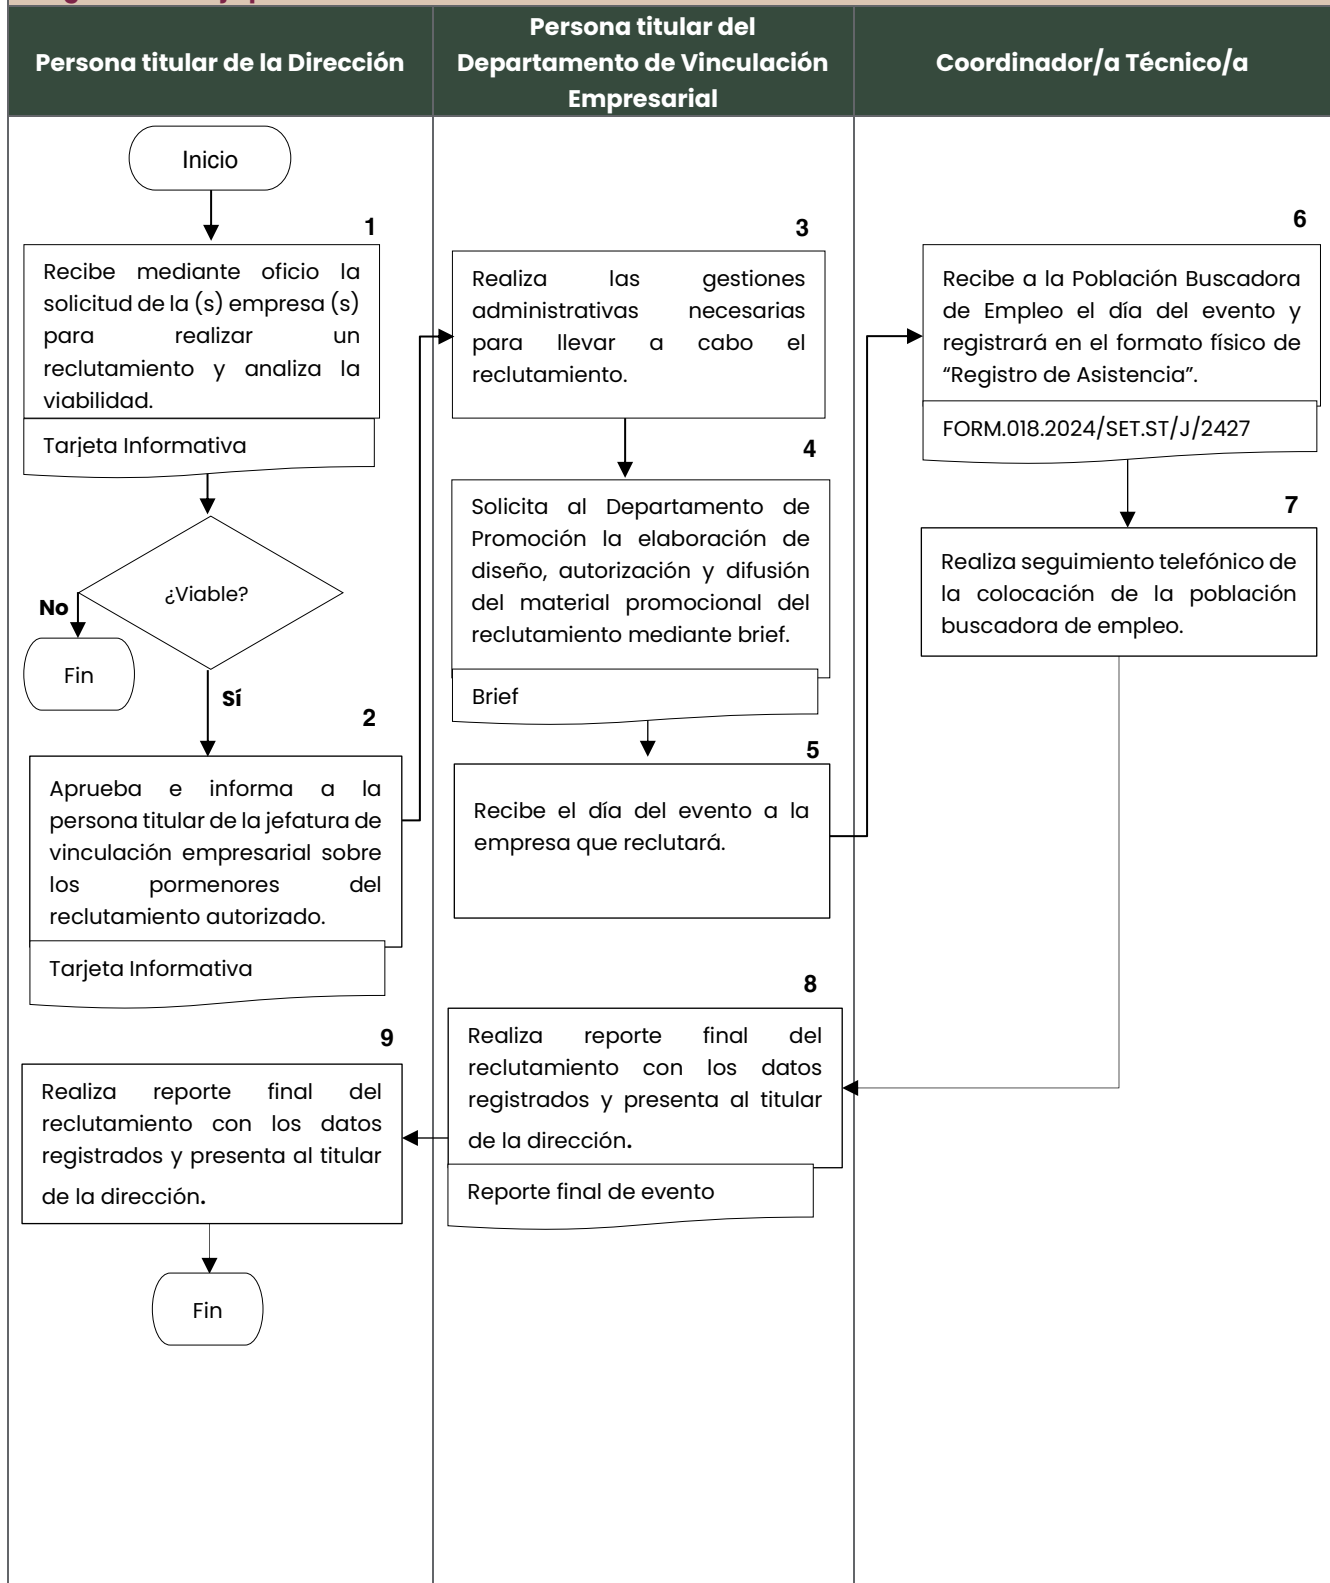 Persona titular de la Dirección
Persona titular del
Departamento de Vinculación
Empresarial
Coordinador/a Técnico/a
Inicio
1
Recibe mediante oficio la
solicitud de la (s) empresa (s)
para realizar un
reclutamiento y analiza la
viabilidad.
Tarjeta Informativa
¿Viable?
No
Fin
Sí
2
Aprueba e informa a la
persona titular de la jefatura de
vinculación empresarial sobre
los pormenores del
reclutamiento autorizado.
Tarjeta Informativa
3
Realiza las gestiones
administrativas necesarias
para llevar a cabo el
reclutamiento.
4
Solicita al Departamento de
Promoción la elaboración de
diseño, autorización y difusión
del material promocional del
reclutamiento mediante brief.
Brief
5
Recibe el día del evento a la
empresa que reclutará.
6
Recibe a la Población Buscadora
de Empleo el día del evento y
registrará en el formato físico de
“Registro de Asistencia”.
FORM.018.2024/SET.ST/J/2427
7
Realiza seguimiento telefónico de
la colocación de la población
buscadora de empleo.
8
Realiza reporte final del
reclutamiento con los datos
registrados y presenta al titular
de la dirección.
Reporte final de evento
9
Realiza reporte final del
reclutamiento con los datos
registrados y presenta al titular
de la dirección.
Fin